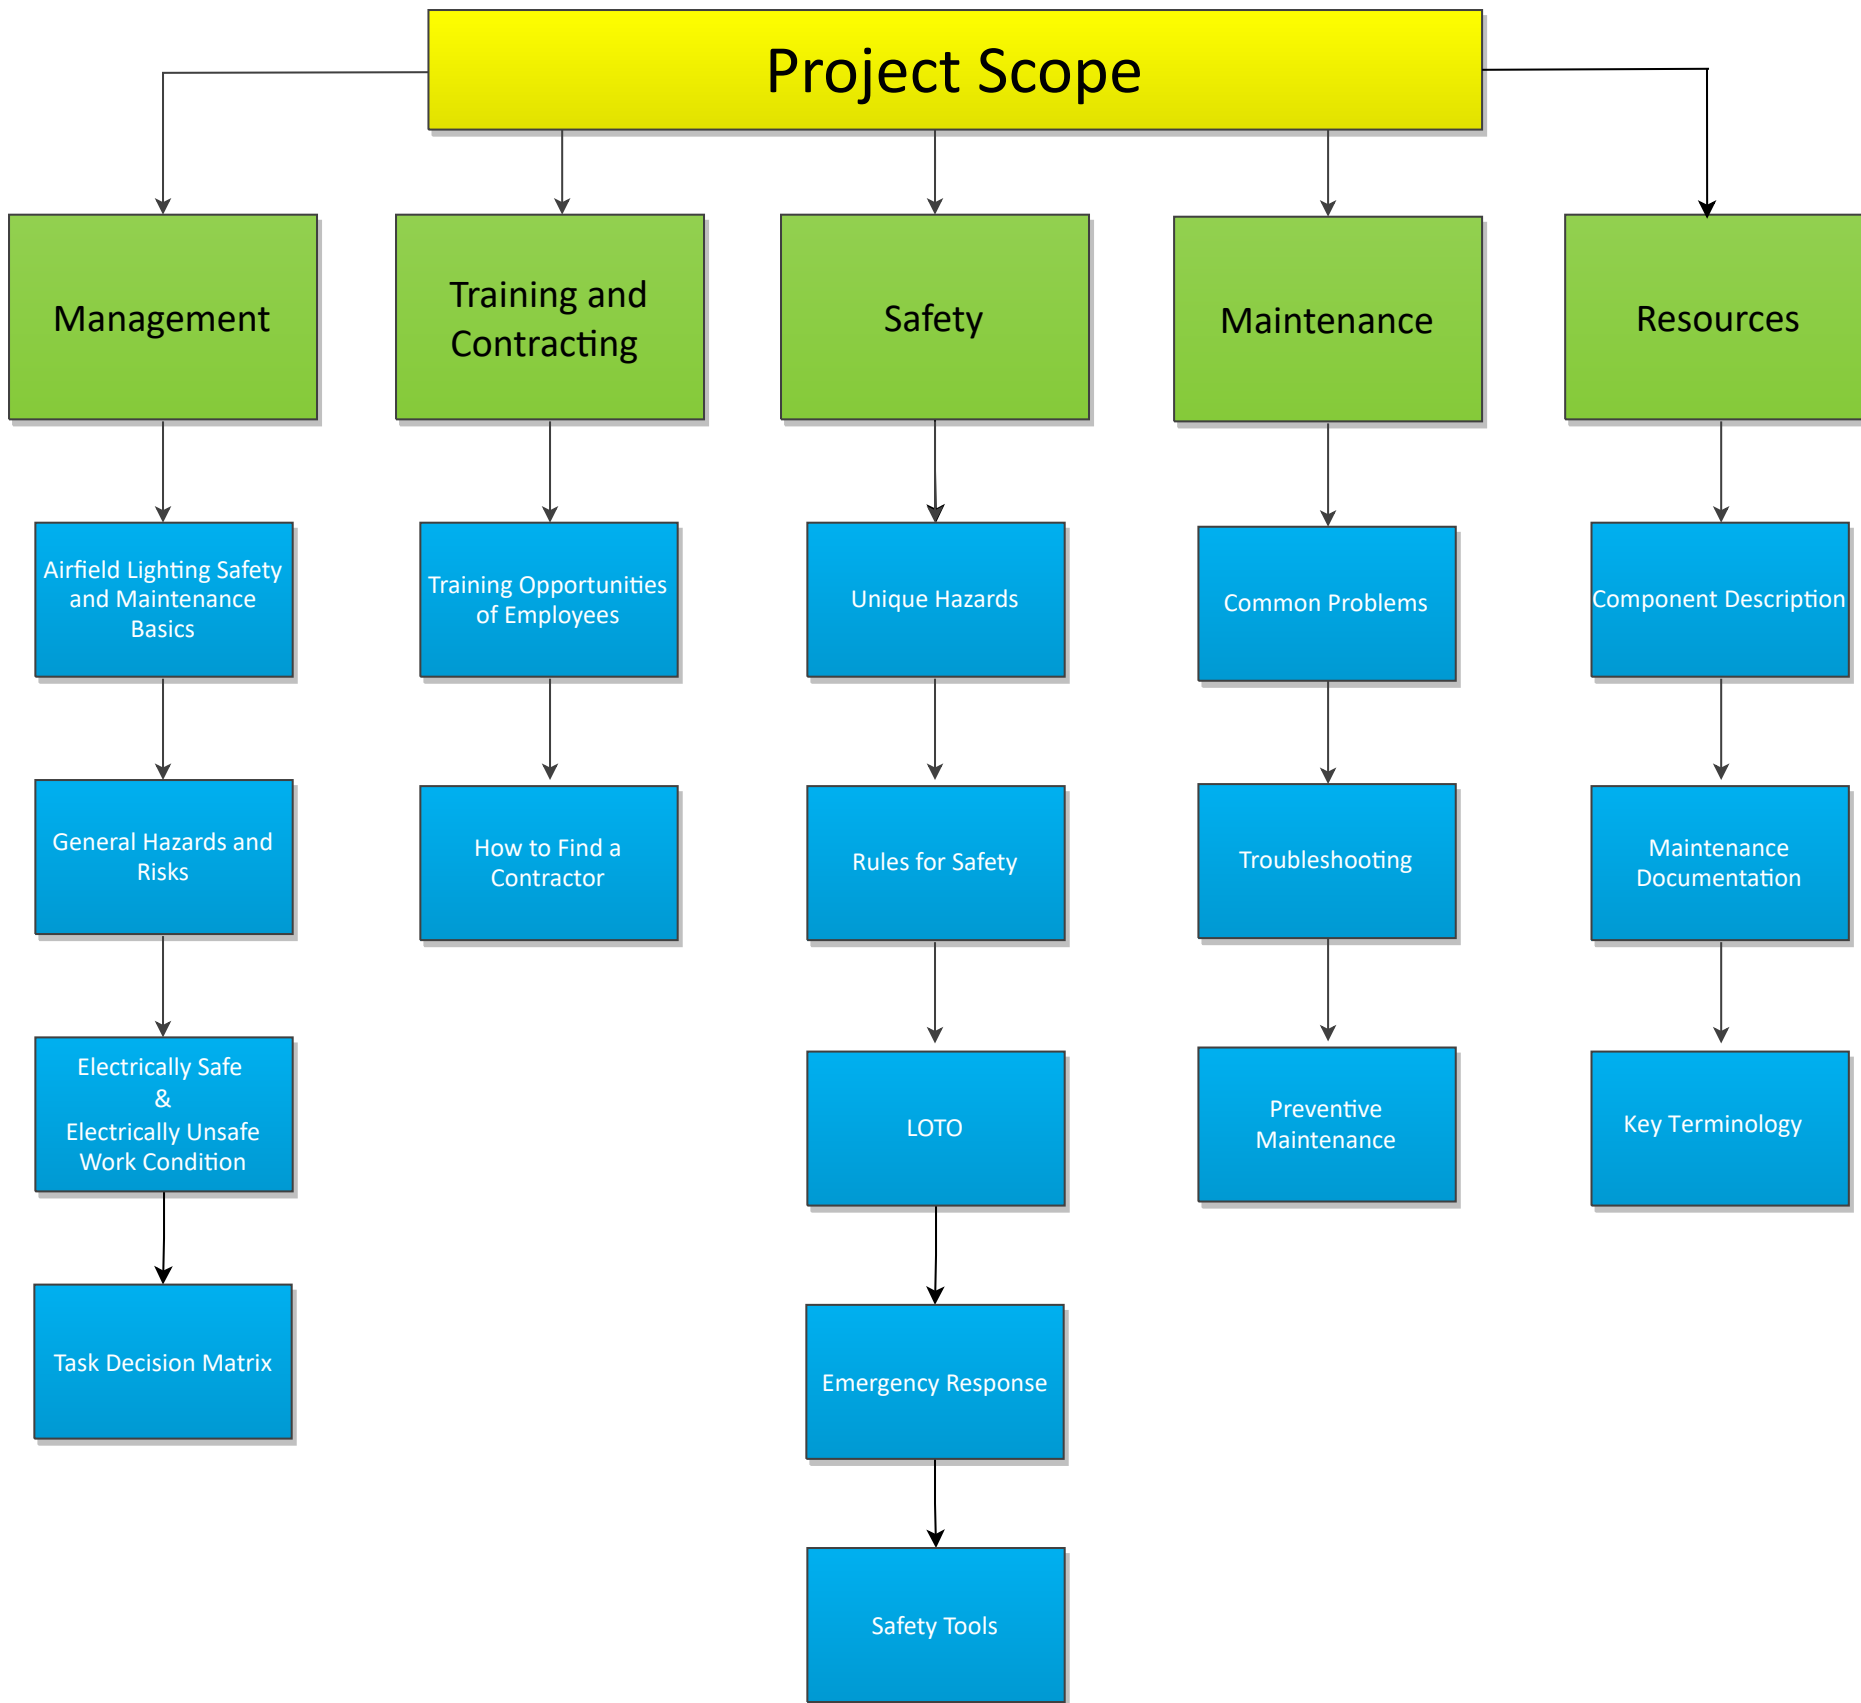 Project Scope
Management
Training and
Contracting
Safety
Maintenance
Resources
Airfield Lighting Safety
and Maintenance
Basics
Training Opportunities
of Employees
Unique Hazards
Common Problems
Component Description
General Hazards and
Risks
How to Find a
Contractor
Rules for Safety
Troubleshooting
Maintenance
Documentation
Electrically Safe
&
Electrically Unsafe
Work Condition
LOTO
Preventive
Maintenance
Key Terminology
Task Decision Matrix
Emergency Response
Safety Tools